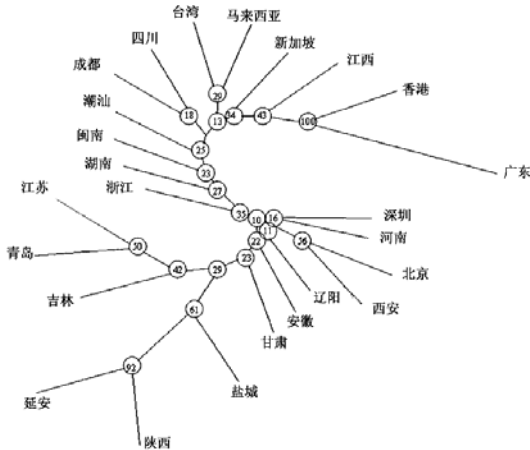 台湾
马来西亚
四川
新加坡
成都
江西
29
香港
潮汕
18
13
34
43
100
闽南
25
广东
23
湖南
27
江苏
浙江
35
10
16
深圳
11
河南
青岛
50
22
56
北京
42
29
23
吉林
辽阳
西安
安徽
61
甘肃
92
盐城
延安
陕西